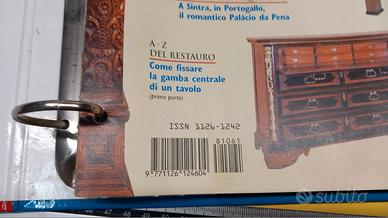 A Sintra, in Portogallo,
il romantico Palácio da Pena
A-Z
DEL RESTAURO
Come fissare
la gamba centrale
di un tavolo
(prima parte)
ISSN 1126-1242
81061
9 771126 124604
subito